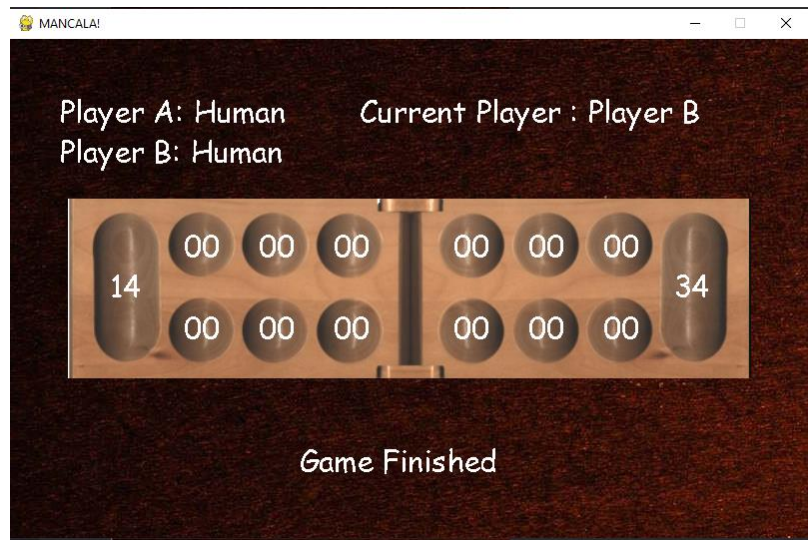 MANCALA!
Player A: Human Current Player : Player B
Player B: Human
00 00 00 00 00 00
14 34
00 00 00 00 00 00
Game Finished